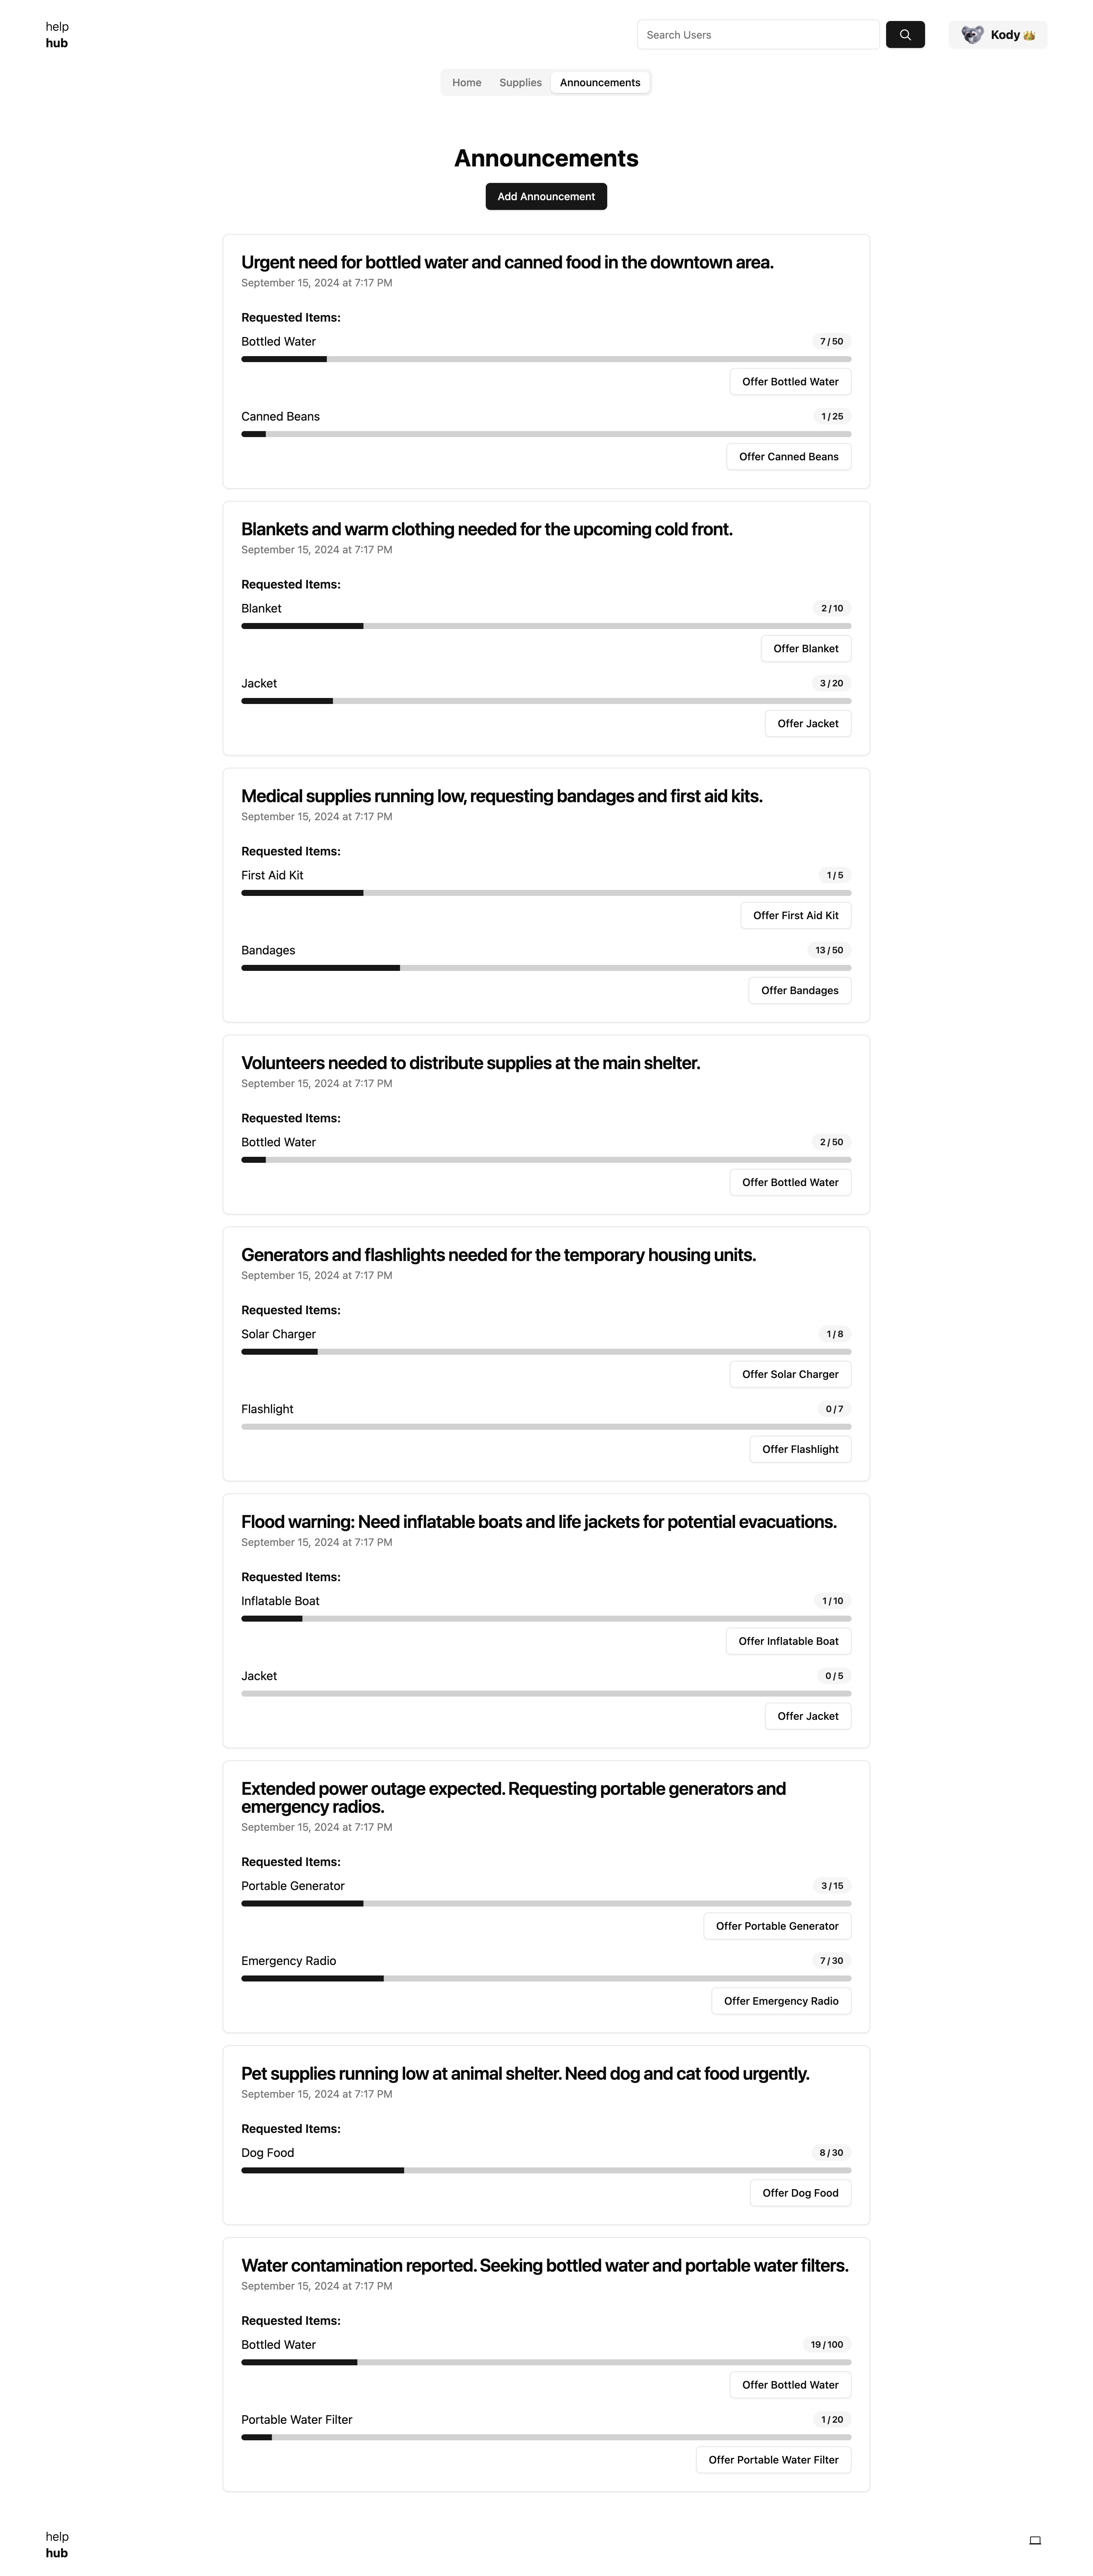 help
hub
Search Users
Kody 👑
Home Supplies Announcements
Announcements
Add Announcement
Urgent need for bottled water and canned food in the downtown area.
September 15, 2024 at 7:17 PM
Requested Items:
Bottled Water 7 / 50
Offer Bottled Water
Canned Beans 1 / 25
Offer Canned Beans
Blankets and warm clothing needed for the upcoming cold front.
September 15, 2024 at 7:17 PM
Requested Items:
Blanket 2 / 10
Offer Blanket
Jacket 3 / 20
Offer Jacket
Medical supplies running low, requesting bandages and first aid kits.
September 15, 2024 at 7:17 PM
Requested Items:
First Aid Kit 1 / 5
Offer First Aid Kit
Bandages 13 / 50
Offer Bandages
Volunteers needed to distribute supplies at the main shelter.
September 15, 2024 at 7:17 PM
Requested Items:
Bottled Water 2 / 50
Offer Bottled Water
Generators and flashlights needed for the temporary housing units.
September 15, 2024 at 7:17 PM
Requested Items:
Solar Charger 1 / 8
Offer Solar Charger
Flashlight 0 / 7
Offer Flashlight
Flood warning: Need inflatable boats and life jackets for potential evacuations.
September 15, 2024 at 7:17 PM
Requested Items:
Inflatable Boat 1 / 10
Offer Inflatable Boat
Jacket 0 / 5
Offer Jacket
Extended power outage expected. Requesting portable generators and
emergency radios.
September 15, 2024 at 7:17 PM
Requested Items:
Portable Generator 3 / 15
Offer Portable Generator
Emergency Radio 7 / 30
Offer Emergency Radio
Pet supplies running low at animal shelter. Need dog and cat food urgently.
September 15, 2024 at 7:17 PM
Requested Items:
Dog Food 8 / 30
Offer Dog Food
Water contamination reported. Seeking bottled water and portable water filters.
September 15, 2024 at 7:17 PM
Requested Items:
Bottled Water 19 / 100
Offer Bottled Water
Portable Water Filter 1 / 20
Offer Portable Water Filter
help
hub